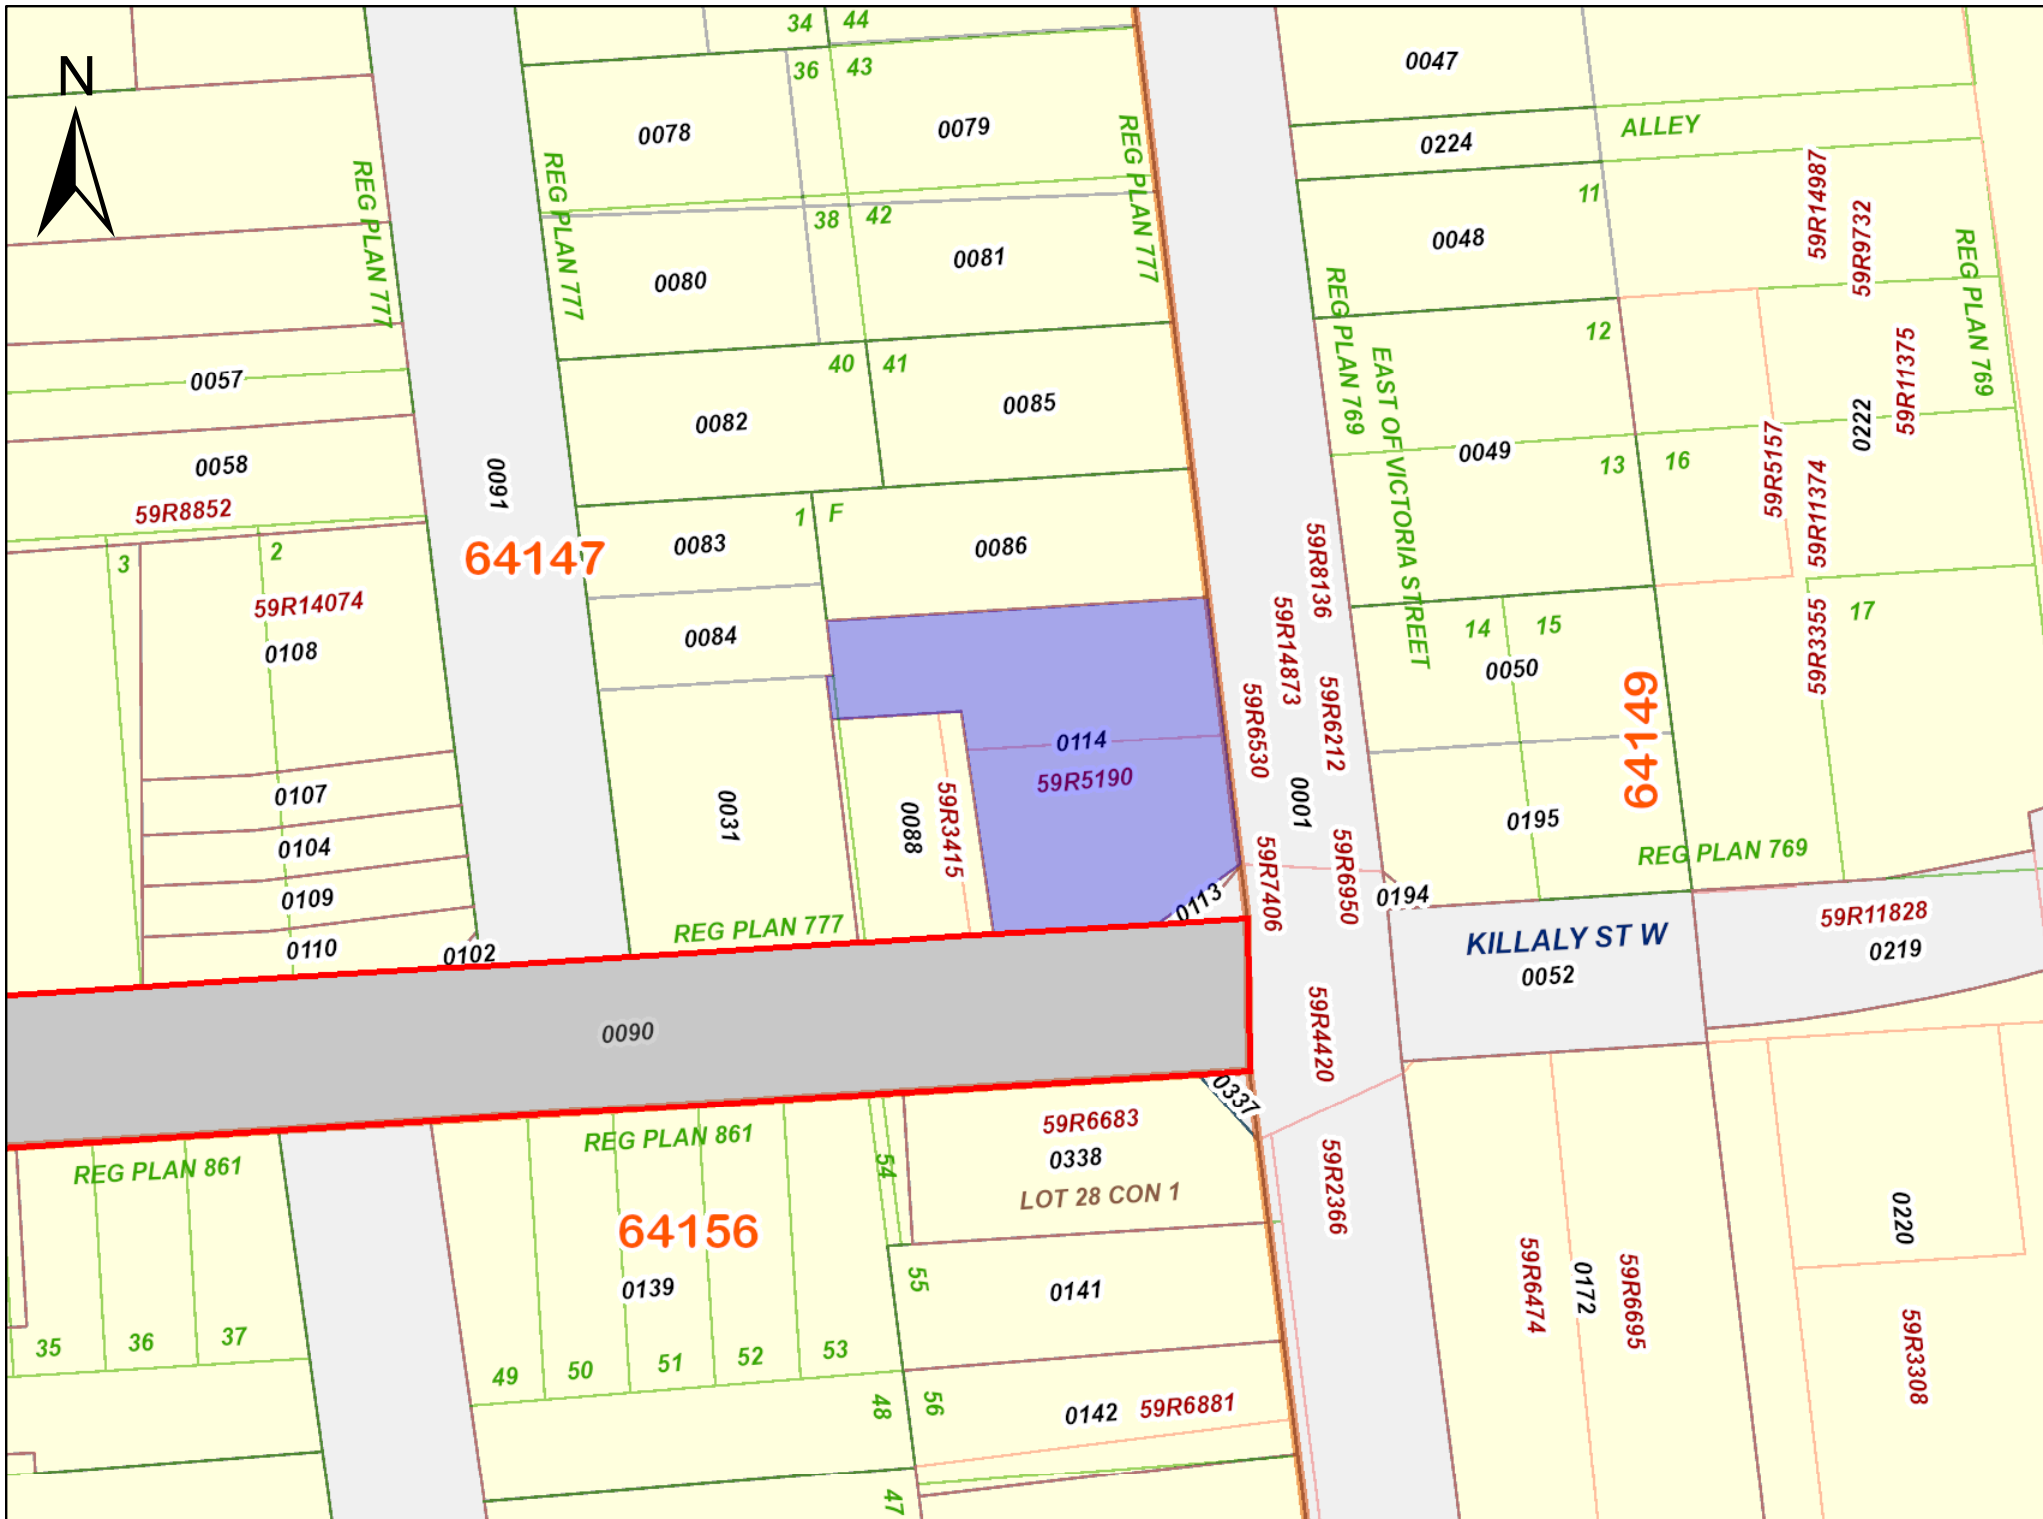 N
34
44
36
43
0047
0078
0079
REG PLAN 777
ALLEY
0224
REG PLAN 777
REG PLAN 777
11
59R14987
59R9732
38
42
0048
REG PLAN 769
0080
0081
REG PLAN 769
12
0057
40
41
EAST OF VICTORIA STREET
59R11375
0082
0085
0222
0058
0091
0049
13
16
59R5157
59R11374
59R8852
1
F
3
2
64147
0083
0086
59R8136
59R14074
0108
0084
59R14873
14
15
59R3355
17
0050
64149
59R6530
59R6212
0114
59R5190
0107
0031
0088
59R3415
0001
0195
0104
59R7406
59R6950
REG PLAN 769
0109
0113
0194
REG PLAN 777
59R11828
0110
0102
KILLALY ST W
0219
0052
0090
59R4420
0337
59R6683
REG PLAN 861
REG PLAN 861
54
0338
59R2366
LOT 28 CON 1
64156
0220
0139
55
0141
59R6474
0172
59R6695
35
36
37
49
50
51
52
53
59R3308
48
56
0142
59R6881
47